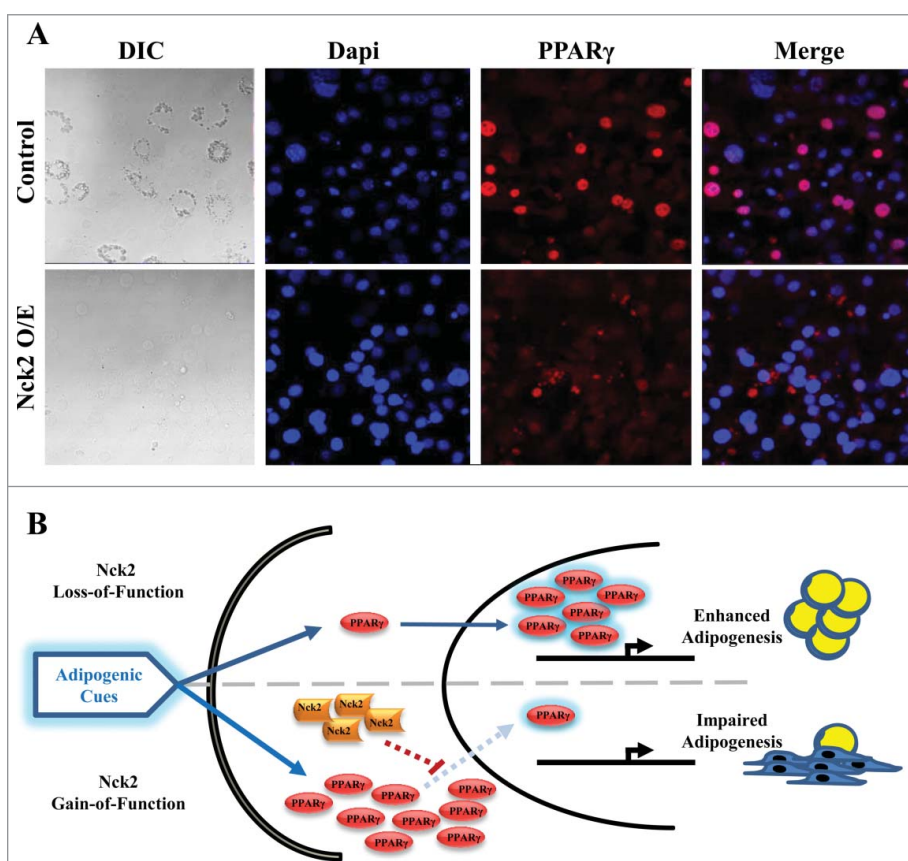 A
DIC
Dapi
PPARγ
Merge
Control
Nck2 O/E
B
Nck2
Loss-of-Function
Adipogenic
Cues
Nck2
Gain-of-Function
PPARγ
PPARγ
PPARγ
PPARγ
PPARγ
PPARγ
PPARγ
PPARγ
Enhanced
Adipogenesis
Nck2
Nck2
Nck2
Nck2
PPARγ
Impaired
Adipogenesis
PPARγ
PPARγ
PPARγ
PPARγ
PPARγ
PPARγ
PPARγ
PPARγ
PPARγ
PPARγ